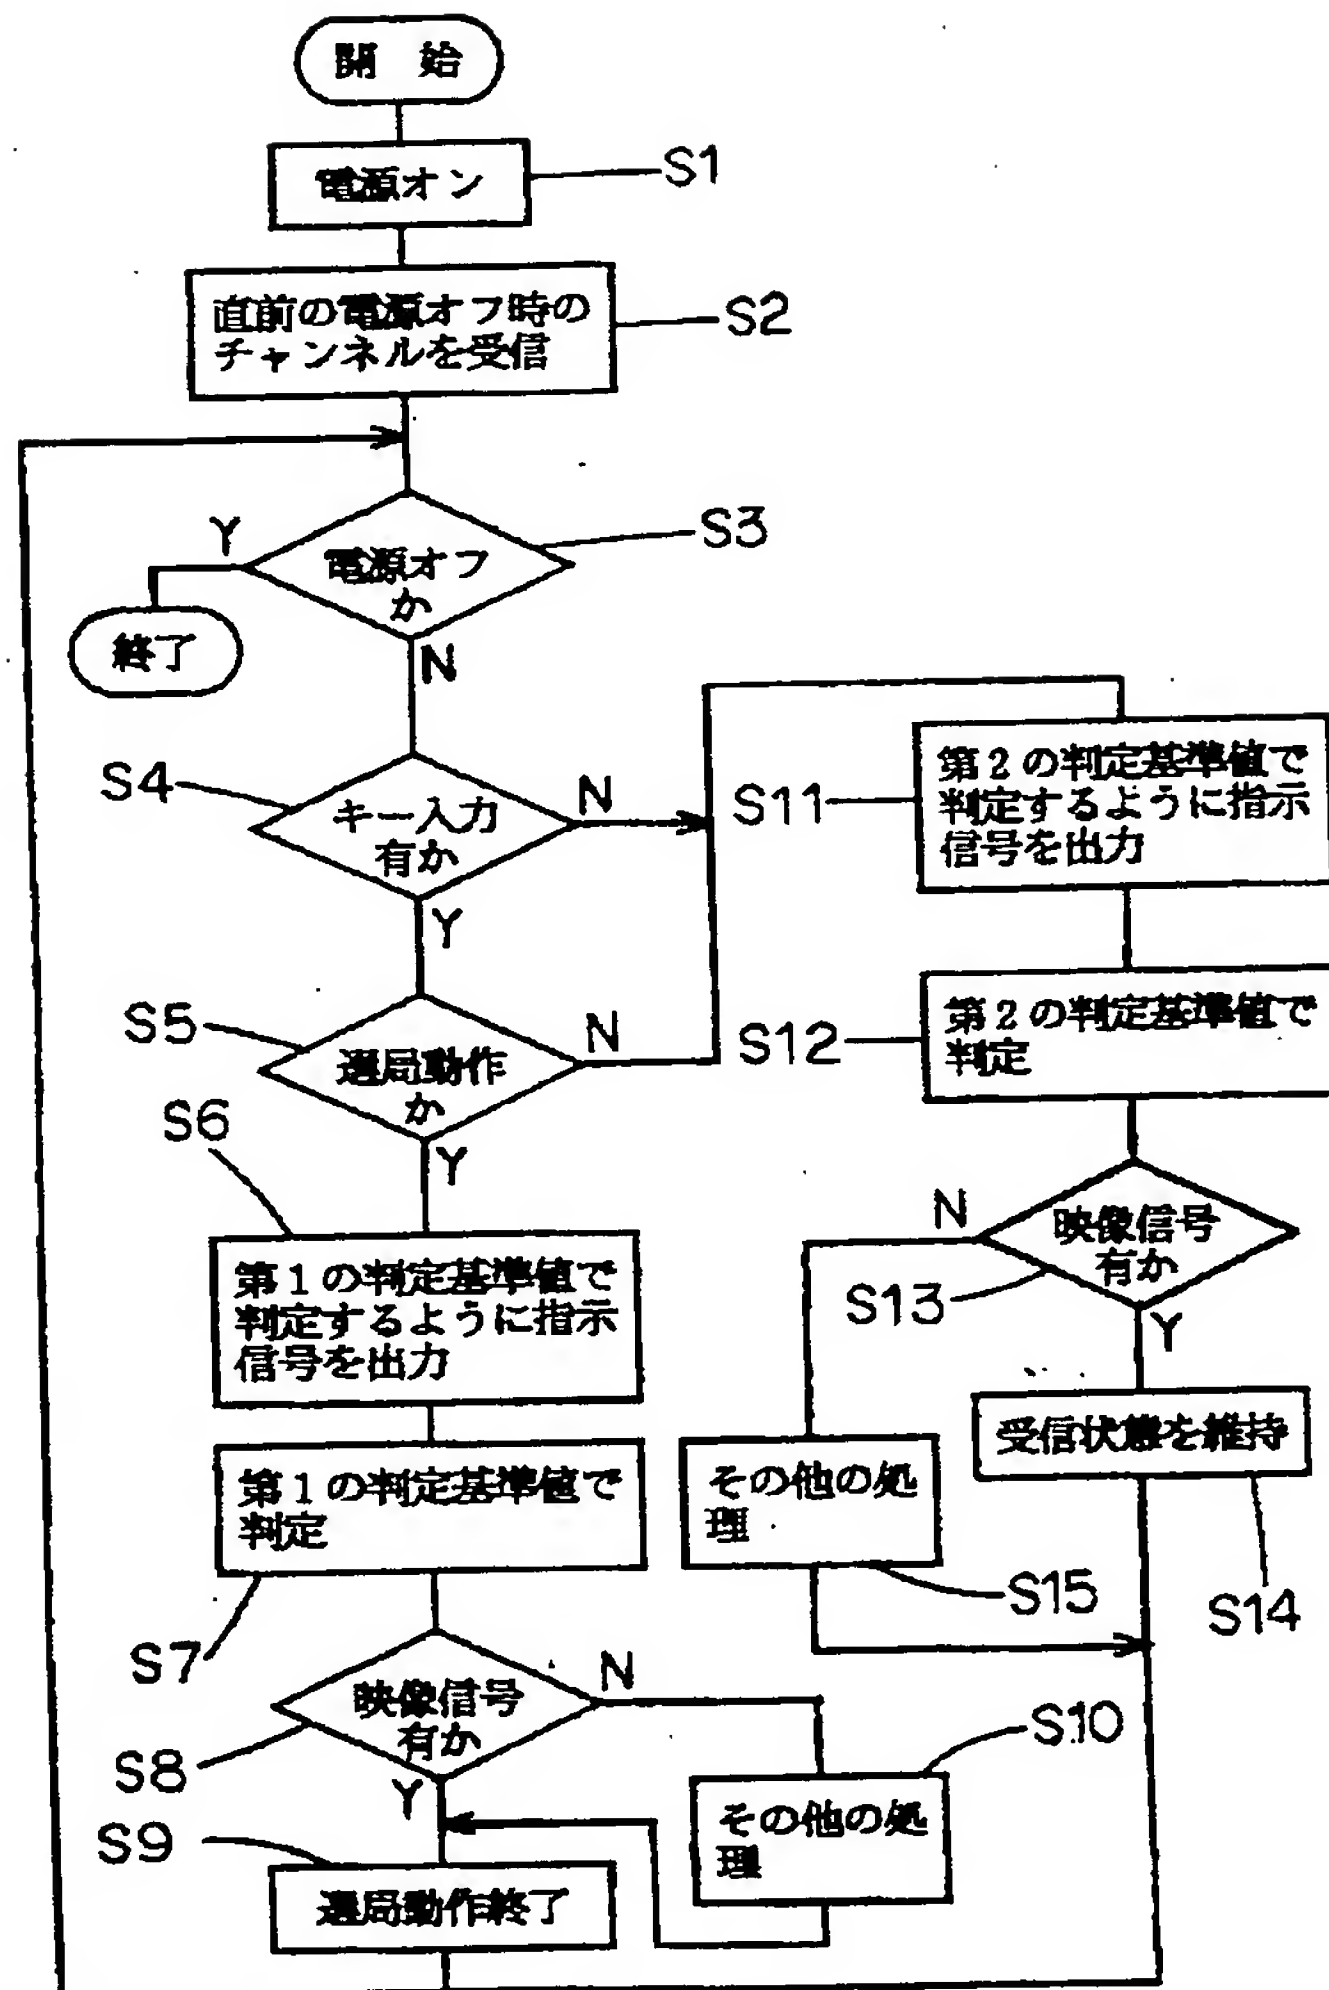 開 始
電源オン
S1
直前の電源オフ時の
チャンネルを受信
S2
Y
電源オフ
か
S3
終了
N
S4
キー入力
有か
N
Y
S5
選局動作
か
N
Y
S6
第1の判定基準値で
判定するように指示
信号を出力
第1の判定基準値で
判定
S7
映像信号
有か
N
S8
Y
S9
選局動作終了
S10
その他の処
理
S11
第2の判定基準値で
判定するように指示
信号を出力
S12
第2の判定基準値で
判定
N
映像信号
有か
S13
Y
受信状態を維持
S14
その他の処
理
S15